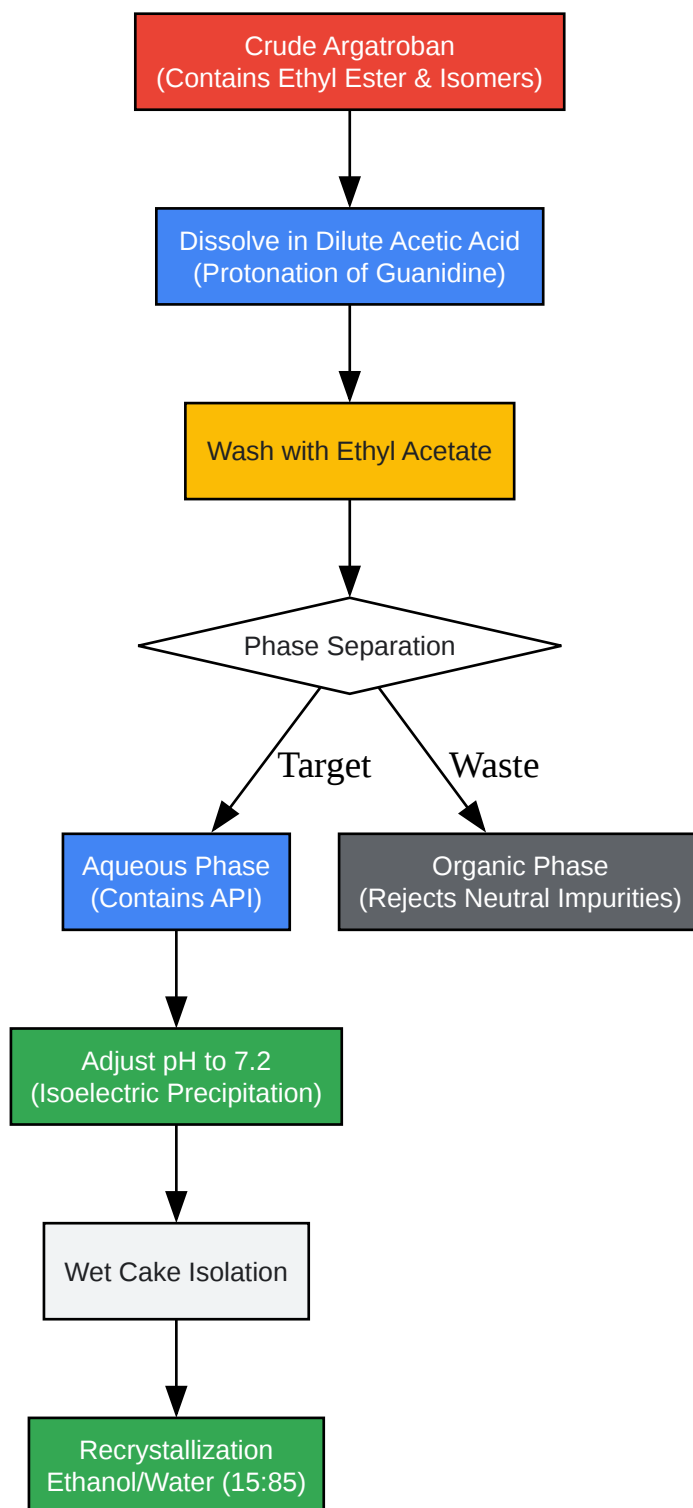 Crude Argatroban
(Contains Ethyl Ester & Isomers)
Dissolve in Dilute Acetic Acid
(Protonation of Guanidine)
Wash with Ethyl Acetate
Phase Separation
Target
Waste
Aqueous Phase
(Contains API)
Organic Phase
(Rejects Neutral Impurities)
Adjust pH to 7.2
(Isoelectric Precipitation)
Wet Cake Isolation
Recrystallization
Ethanol/Water (15:85)